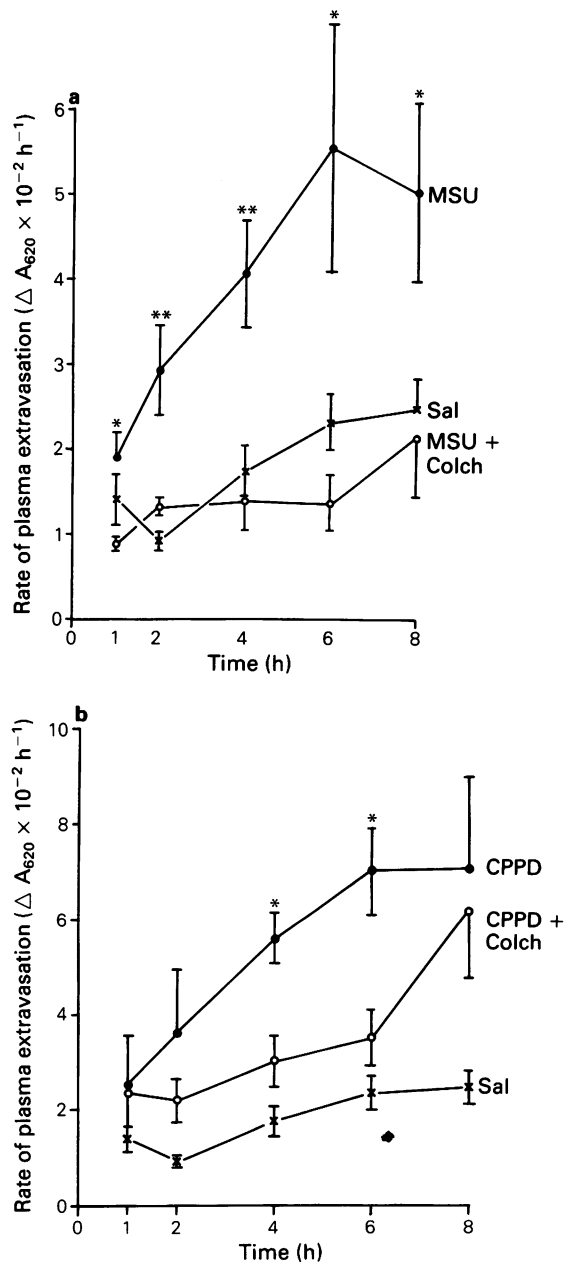 a
Rate of plasma extravasation (△ A₆₂₀ × 10⁻² h⁻¹)
6
5
4
3
2
1
0
*
**
**
*
*
MSU
Sal
MSU +
Colch
0 1 2 4 6 8
Time (h)
b
Rate of plasma extravasation (△ A₆₂₀ × 10⁻² h⁻¹)
10
8
6
4
2
0
*
*
CPPD
CPPD +
Colch
Sal
0 1 2 4 6 8
Time (h)